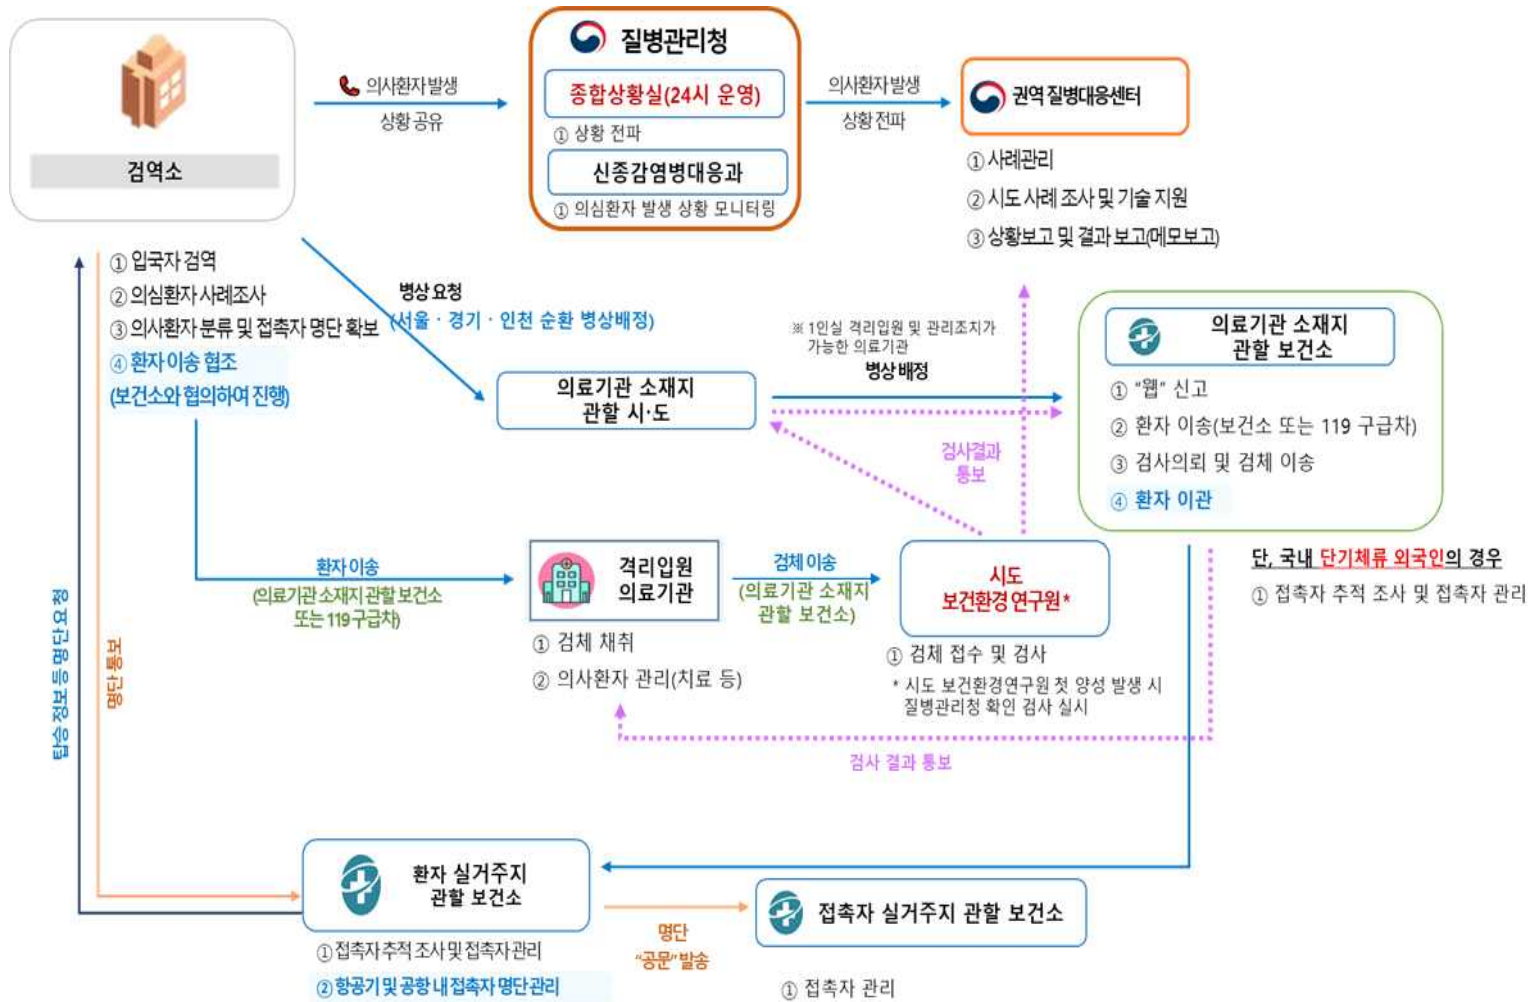 검역소
① 입국자 검역
② 의심환자 사례조사
③ 의사환자 분류 및 접촉자 명단 확보
④ 환자 이송 협조
(보건소와 협의하여 진행)
의사환자 발생
상황 공유
질병관리청
종합상황실(24시 운영)
① 상황 전파
신종감염병대응과
① 의심환자 발생 상황 모니터링
의사환자 발생
상황 전파
권역 질병대응센터
① 사례관리
② 시도 사례 조사 및 기술 지원
③ 상황보고 및 결과 보고(메모보고)
병상 요청
(서울 · 경기 · 인천 순환 병상배정)
의료기관 소재지
관할 시·도
※ 1인실 격리입원 및 관리조치가
가능한 의료기관
병상 배정
의료기관 소재지
관할 보건소
① “웹” 신고
② 환자 이송(보건소 또는 119 구급차)
③ 검사의뢰 및 검체 이송
④ 환자 이관
검사결과
통보
환자 이송
(의료기관 소재지 관할 보건소
또는 119 구급차)
격리입원
의료기관
① 검체 채취
② 의사환자 관리(치료 등)
검체 이송
(의료기관 소재지
관할 보건소)
시도
보건환경 연구원*
① 검체 접수 및 검사
* 시도 보건환경연구원 첫 양성 발생 시
질병관리청 확인 검사 실시
단, 국내 단기체류 외국인의 경우
① 접촉자 추적 조사 및 접촉자 관리
검사 결과 통보
탑승 정보 등 명단 요청
명단 통보
환자 실거주지
관할 보건소
① 접촉자 추적 조사 및 접촉자 관리
② 항공기 및 공항 내 접촉자 명단 관리
명단
“공문” 발송
접촉자 실거주지 관할 보건소
① 접촉자 관리